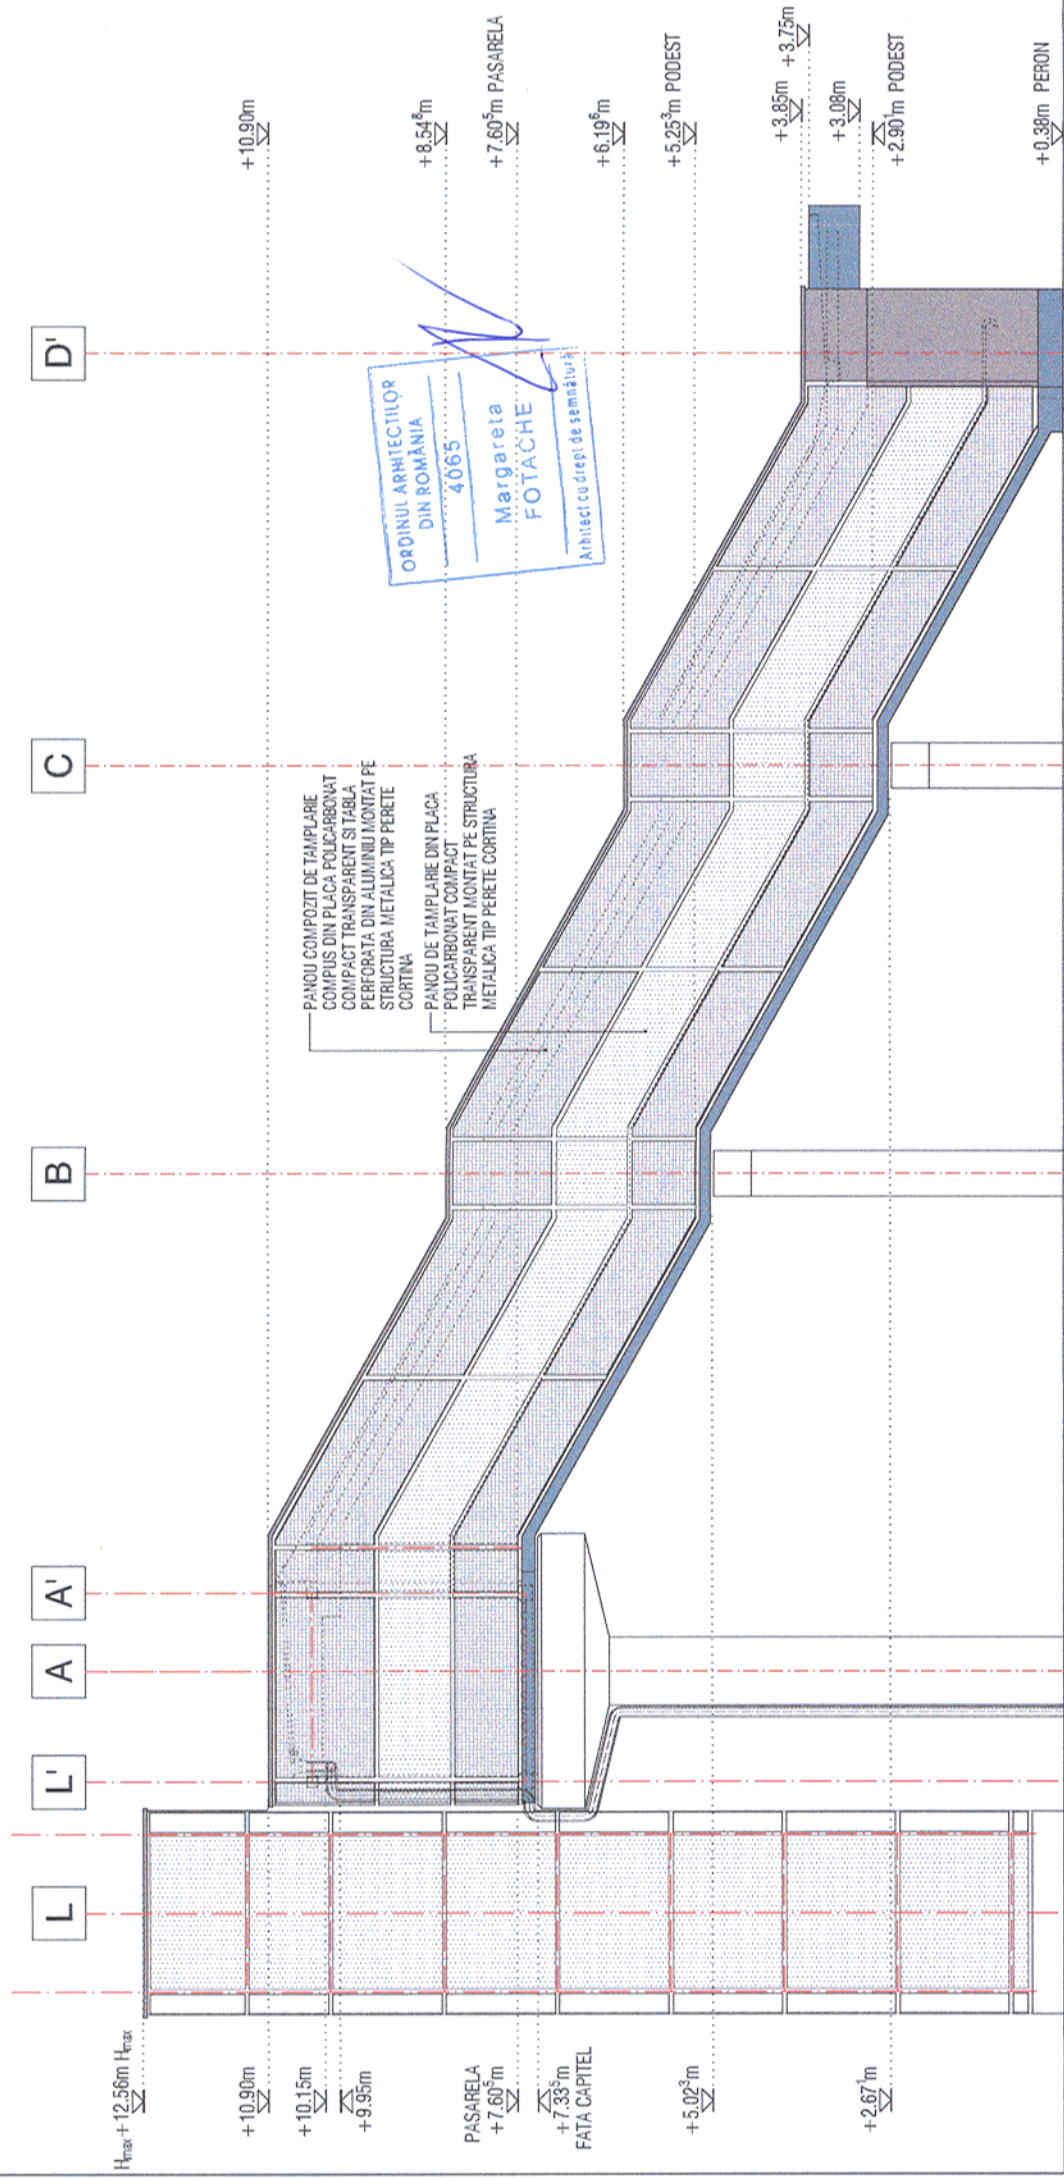 L
L'
A
A'
B
C
D'
Hmax +12.56m Hmax
+10.90m
+10.15m
+9.95m
PASARELA
+7.60⁵m
+7.33⁵m
FATA CAPITEL
+5.02³m
+2.67¹m
PANOU COMPOZIT DE TAMPLARIE
COMPUS DIN PLACA POLICARBONAT
COMPACT TRANSPARENT SI TABLA
PERFORATA DIN ALUMINIU MONTAT PE
STRUCTURA METALICA TIP PERETE
CORTINA
PANOU DE TAMPLARIE DIN PLACA
POLICARBONAT COMPACT
TRANSPARENT MONTAT PE STRUCTURA
METALICA TIP PERETE CORTINA
ORDINUL ARHITECTILOR
DIN ROMÂNIA
4065
Margareta
FOTACHE
Arhitect cu drept de semnătură
+10.90m
+8.54⁸m
+7.60⁵m PASARELA
+6.19⁶m
+5.25³m PODEST
+3.85m +3.75m
+3.08m
+2.90¹m PODEST
+0.38m PERON